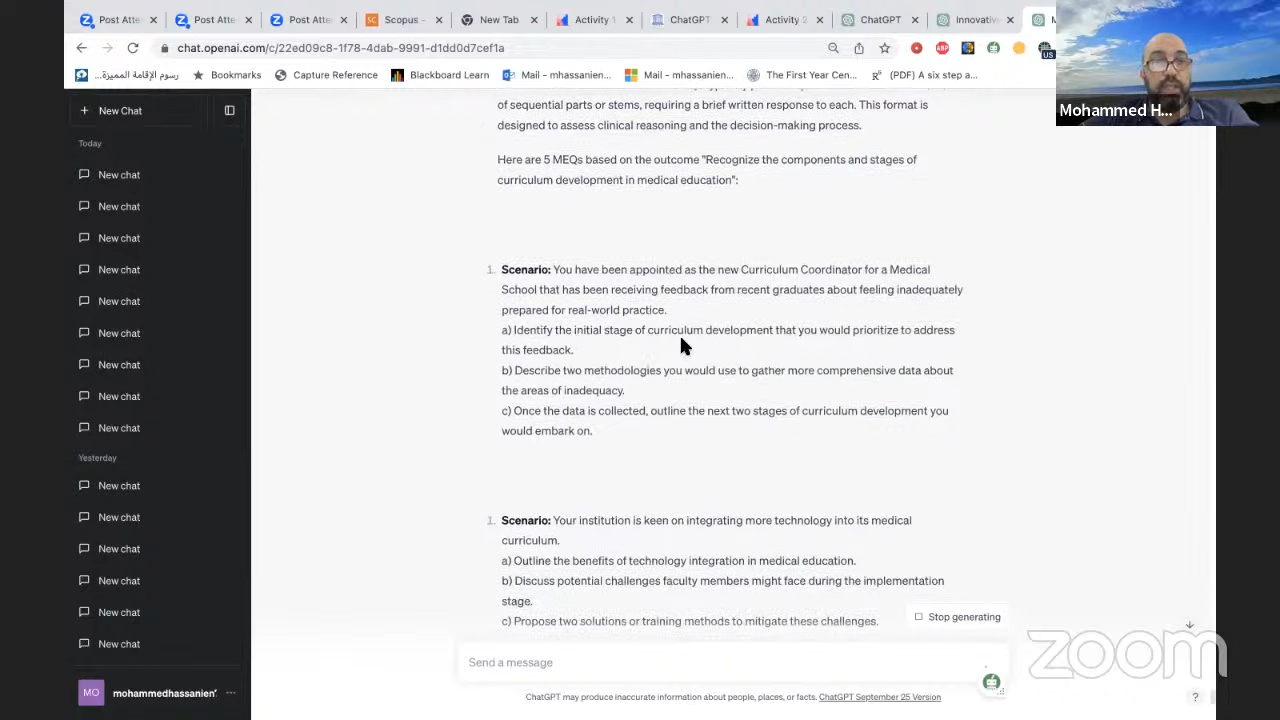 Post Atte
Post Atte
Post Atte
Scopus -
New Tab
Activity 1
ChatGPT
Activity 2
ChatGPT
Innovativ
chat.openai.com/c/22ed09c8-1f78-4dab-9991-d1dd0d7cef1a
ABP
US
رسوم الإقامة المميزة...
Bookmarks
Capture Reference
Blackboard Learn
Mail – mhassanien...
Mail – mhassanien...
The First Year Cen...
(PDF) A six step a...
Mohammed H...
New Chat
Today
New chat
New chat
New chat
New chat
New chat
New chat
New chat
New chat
New chat
Yesterday
New chat
New chat
New chat
New chat
New chat
New chat
MO
mohammedhassanien
of sequential parts or stems, requiring a brief written response to each. This format is
designed to assess clinical reasoning and the decision-making process.
Here are 5 MEQs based on the outcome "Recognize the components and stages of
curriculum development in medical education":
1. Scenario: You have been appointed as the new Curriculum Coordinator for a Medical
School that has been receiving feedback from recent graduates about feeling inadequately
prepared for real-world practice.
a) Identify the initial stage of curriculum development that you would prioritize to address
this feedback.
b) Describe two methodologies you would use to gather more comprehensive data about
the areas of inadequacy.
c) Once the data is collected, outline the next two stages of curriculum development you
would embark on.
1. Scenario: Your institution is keen on integrating more technology into its medical
curriculum.
a) Outline the benefits of technology integration in medical education.
b) Discuss potential challenges faculty members might face during the implementation
stage.
c) Propose two solutions or training methods to mitigate these challenges.
Stop generating
Send a message
ChatGPT may produce inaccurate information about people, places, or facts. ChatGPT September 25 Version
zoom
?